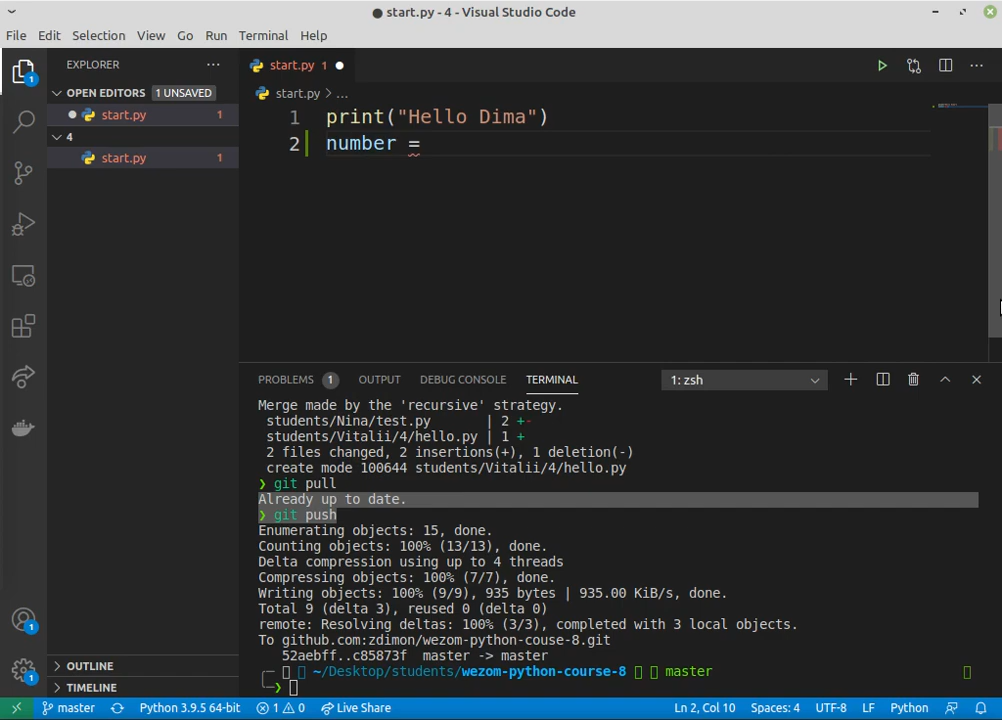 start.py - 4 - Visual Studio Code
File Edit Selection View Go Run Terminal Help
EXPLORER
OPEN EDITORS 1 UNSAVED
start.py 1
4
start.py 1
OUTLINE
TIMELINE
start.py 1
start.py > ...
1 print("Hello Dima")
2 number =
PROBLEMS 1 OUTPUT DEBUG CONSOLE TERMINAL 1: zsh
Merge made by the 'recursive' strategy.
students/Nina/test.py | 2 +-
students/Vitalii/4/hello.py | 1 +
2 files changed, 2 insertions(+), 1 deletion(-)
create mode 100644 students/Vitalii/4/hello.py
❯ git pull
Already up to date.
❯ git push
Enumerating objects: 15, done.
Counting objects: 100% (13/13), done.
Delta compression using up to 4 threads
Compressing objects: 100% (7/7), done.
Writing objects: 100% (9/9), 935 bytes | 935.00 KiB/s, done.
Total 9 (delta 3), reused 0 (delta 0)
remote: Resolving deltas: 100% (3/3), completed with 3 local objects.
To github.com:zdimon/wezom-python-couse-8.git
52aebff..c85873f master -> master
~/Desktop/students/wezom-python-course-8 master
❯
1
1
1
master Python 3.9.5 64-bit 1 0 Live Share Ln 2, Col 10 Spaces: 4 UTF-8 LF Python